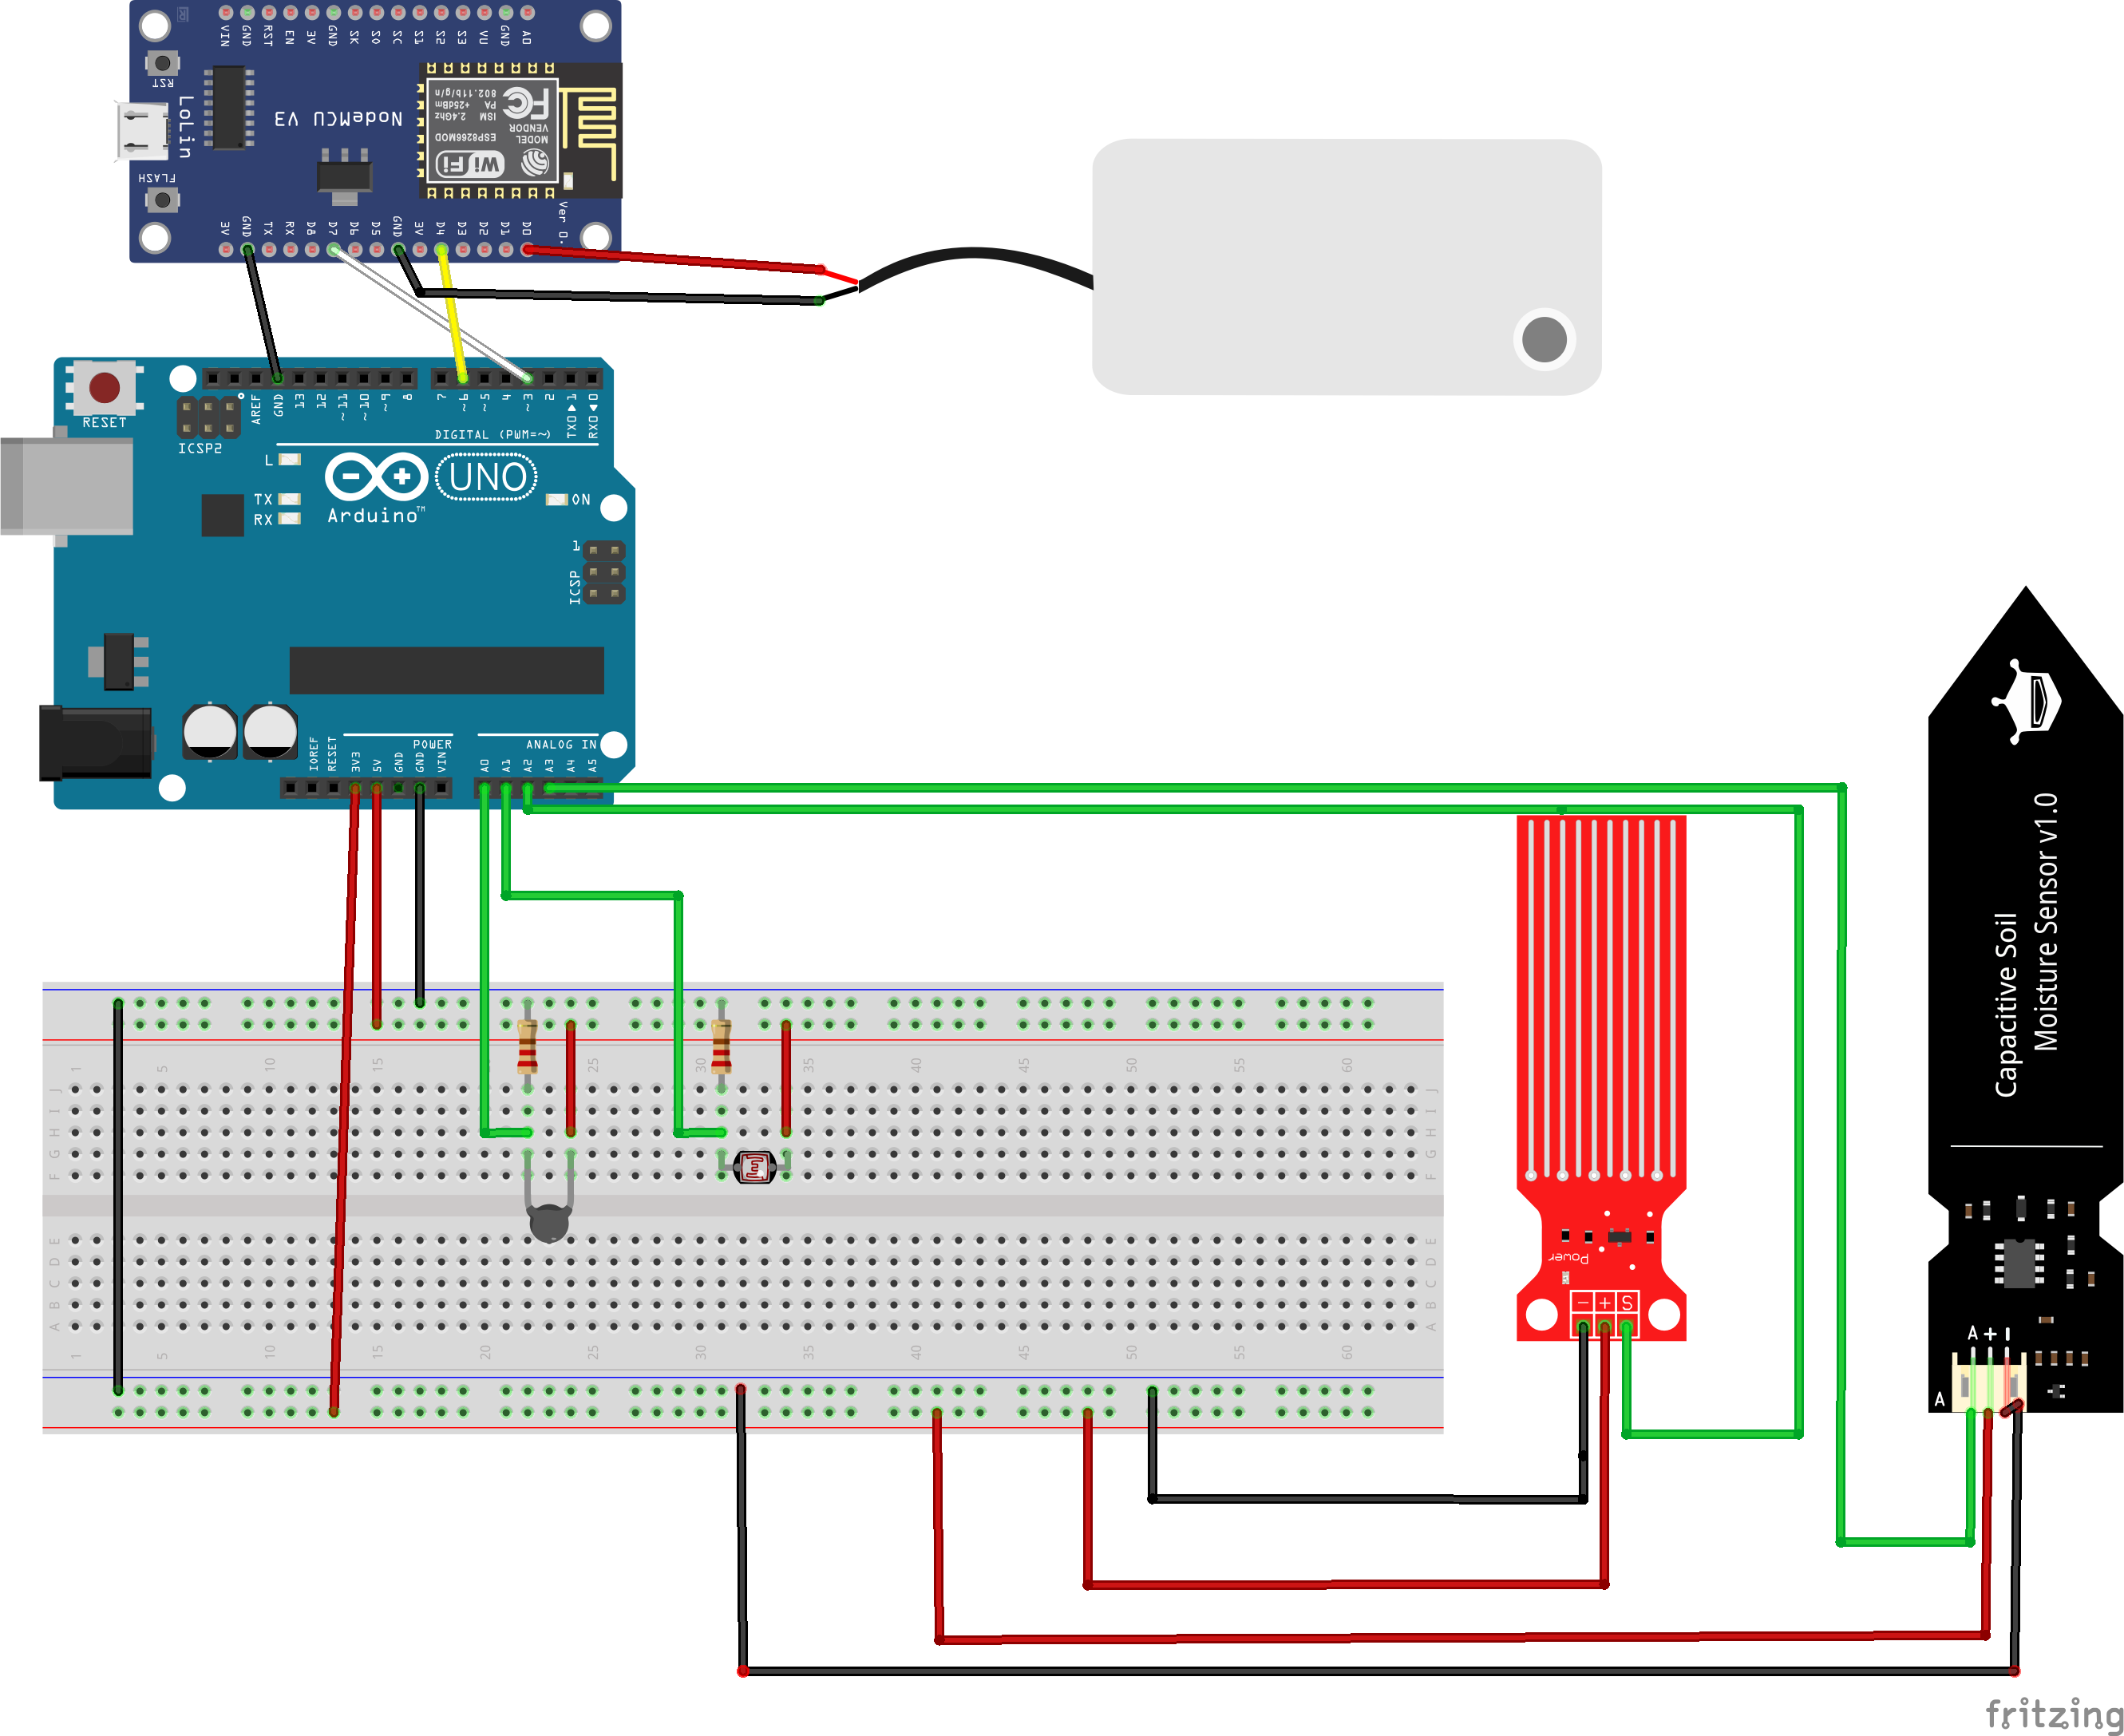 VIN GND RST EN 3V GND SK SO SC S1 S2 S3 VU GND AO
RST
LoLin
FLASH
NodeMCU V3
802.11b/g/n
PA +25dBm
ISM 2.4Ghz
ESP8266MOD
VENDOR
MODEL
FC
WiFi
Ver 0.
3V GND TX RX D8 D7 D6 D5 GND 3V D4 D3 D2 D1 D0
RESET
ICSP2
AREF GND 13 12 ~11 ~10 ~9 8 7 ~6 ~5 4 ~3 2 TX0▶1 RX0◀0
DIGITAL (PWM=~)
L
TX
RX
UNO
ON
Arduino™
1
ICSP
POWER
ANALOG IN
IOREF RESET 3V3 5V GND GND VIN A0 A1 A2 A3 A4 A5
Capacitive Soil
Moisture Sensor v1.0
1 5 10 15 25 30 35 40 45 50 55 60
J J
I I
H H
G G
F F
E E
D D
C C
B B
A A
1 5 10 15 20 25 30 35 40 45 50 55 60
Power
- + S
A + -
A
fritzing